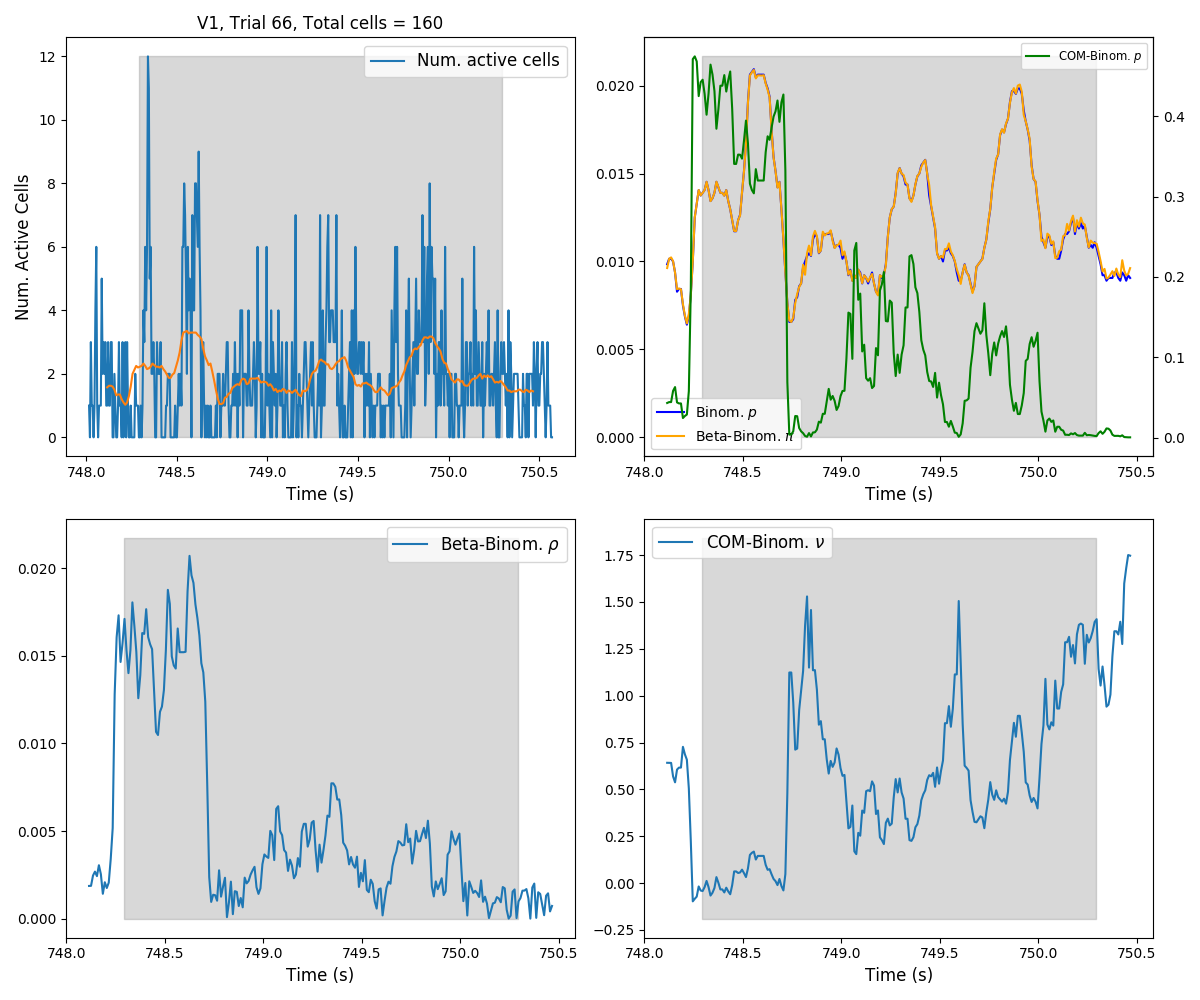 V1, Trial 66, Total cells = 160
Num. active cells
Num. Active Cells
12
10
8
6
4
2
0
748.0 748.5 749.0 749.5 750.0 750.5
Time (s)
COM-Binom. p
0.020
0.015
0.010
0.005
0.000
0.4
0.3
0.2
0.1
0.0
Binom. p
Beta-Binom. π
748.0 748.5 749.0 749.5 750.0 750.5
Time (s)
Beta-Binom. ρ
0.020
0.015
0.010
0.005
0.000
748.0 748.5 749.0 749.5 750.0 750.5
Time (s)
COM-Binom. ν
1.75
1.50
1.25
1.00
0.75
0.50
0.25
0.00
−0.25
748.0 748.5 749.0 749.5 750.0 750.5
Time (s)